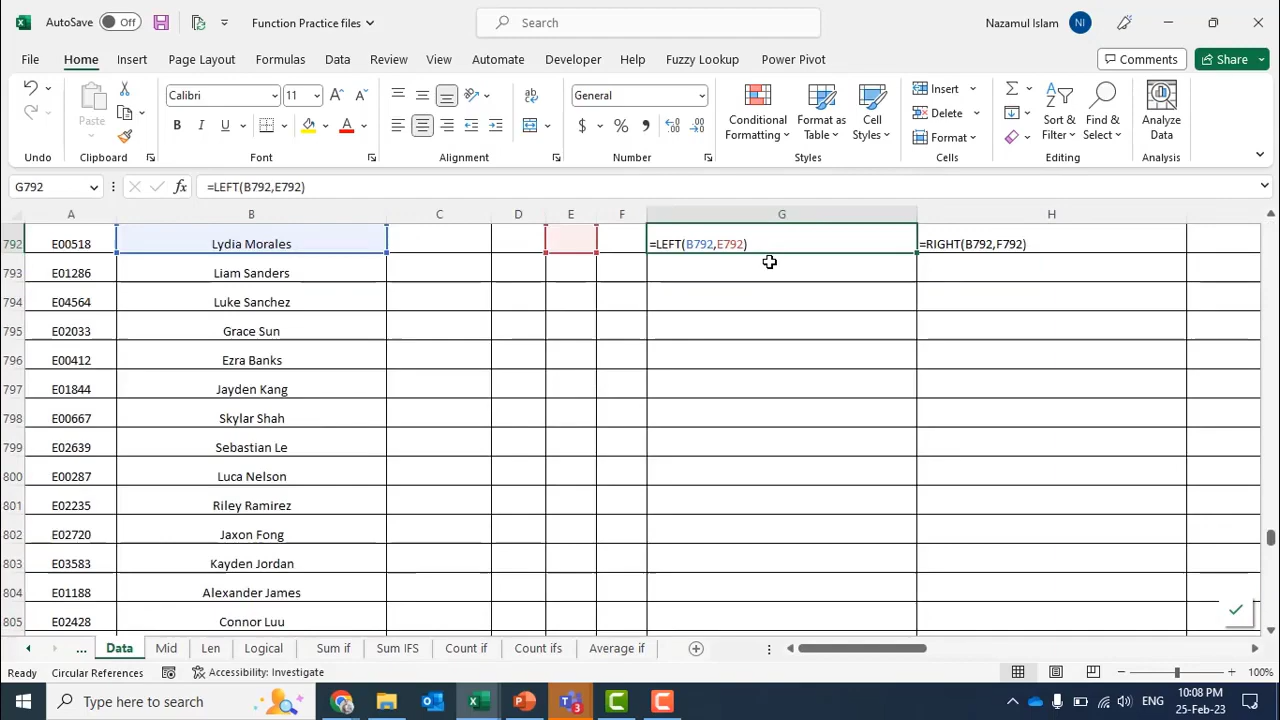 AutoSave Off Function Practice files Search Nazamul Islam NI
File Home Insert Page Layout Formulas Data Review View Automate Developer Help Fuzzy Lookup Power Pivot Comments Share
Calibri 11 General Insert
Paste Conditional Formatting Format as Table Cell Styles Delete Sort & Filter Find & Select Analyze Data
Format
Undo Clipboard Font Alignment Number Styles Cells Editing Analysis
G792 =LEFT(B792,E792)
A B C D E F G H
792 E00518 Lydia Morales =LEFT(B792,E792) =RIGHT(B792,F792)
793 E01286 Liam Sanders
794 E04564 Luke Sanchez
795 E02033 Grace Sun
796 E00412 Ezra Banks
797 E01844 Jayden Kang
798 E00667 Skylar Shah
799 E02639 Sebastian Le
800 E00287 Luca Nelson
801 E02235 Riley Ramirez
802 E02720 Jaxon Fong
803 E03583 Kayden Jordan
804 E01188 Alexander James
805 E02428 Connor Luu
... Data Mid Len Logical Sum if Sum IFS Count if Count ifs Average if
Ready Circular References Accessibility: Investigate 100%
Type here to search 3 ENG 10:08 PM
25-Feb-23